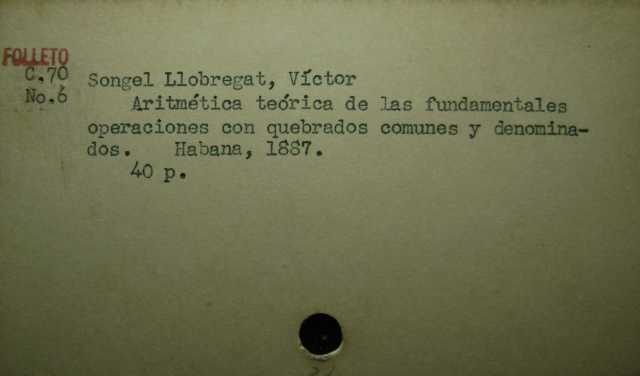 FOLLETO
C.70
No.6
Songel Llobregat, Víctor
Aritmética teórica de las fundamentales
operaciones con quebrados comunes y denomina-
dos. Habana, 1887.
40 p.